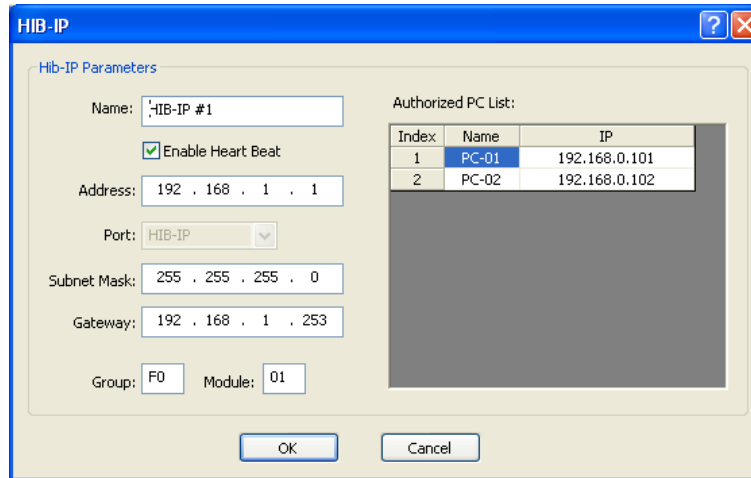 HIB-IP
Hib-IP Parameters
Name: HIB-IP #1
Enable Heart Beat
Address: 192 . 168 . 1 . 1
Port: HIB-IP
Subnet Mask: 255 . 255 . 255 . 0
Gateway: 192 . 168 . 1 . 253
Group: F0 Module: 01
Authorized PC List:
Index Name IP
1 PC-01 192.168.0.101
2 PC-02 192.168.0.102
OK Cancel